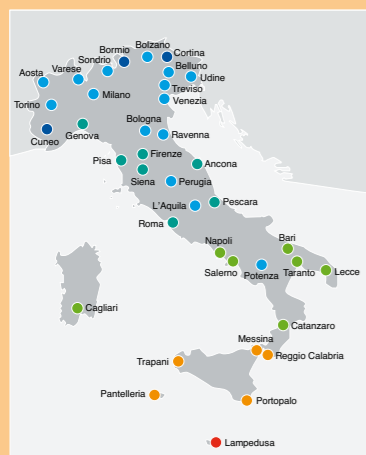 Bolzano
Bormio
Cortina
Sondrio
Belluno
Varese
Aosta
Udine
Treviso
Milano
Venezia
Torino
Bologna
Ravenna
Genova
Cuneo
Firenze
Pisa
Ancona
Siena
Perugia
L'Aquila
Pescara
Roma
Napoli
Bari
Salerno
Potenza
Taranto
Lecce
Cagliari
Catanzaro
Messina
Reggio Calabria
Trapani
Pantelleria
Portopalo
Lampedusa